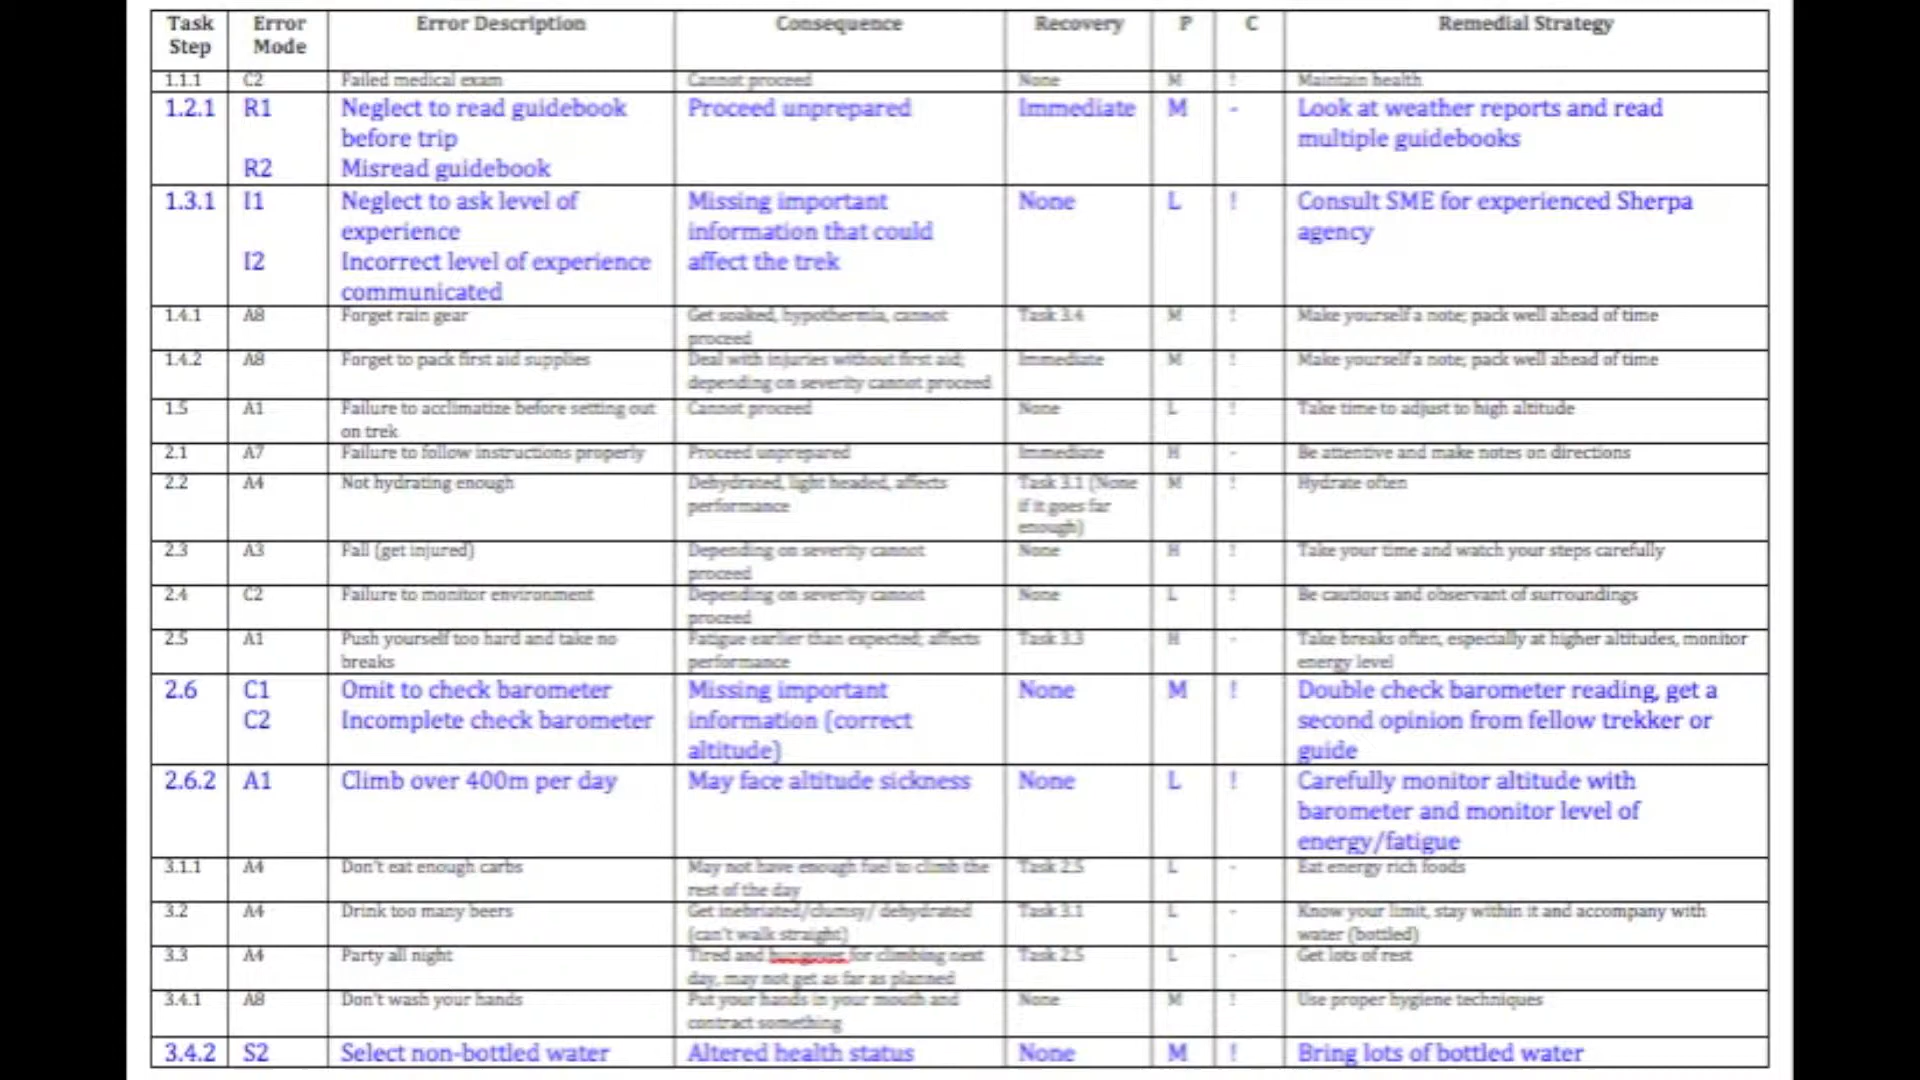 Task Step Error Mode Error Description Consequence Recovery P C Remedial Strategy
1.1.1 C2 Failed medical exam Cannot proceed None M ! Maintain health
1.2.1 R1 Neglect to read guidebook Proceed unprepared Immediate M - Look at weather reports and read
before trip multiple guidebooks
R2 Misread guidebook
1.3.1 I1 Neglect to ask level of Missing important None L ! Consult SME for experienced Sherpa
experience information that could agency
I2 Incorrect level of experience affect the trek
communicated
1.4.1 A8 Forget rain gear Get soaked, hypothermia, cannot Task 3.4 M ! Make yourself a note; pack well ahead of time
proceed
1.4.2 A8 Forget to pack first aid supplies Deal with injuries without first aid; Immediate M ! Make yourself a note; pack well ahead of time
depending on severity cannot proceed
1.5 A1 Failure to acclimatize before setting out Cannot proceed None L ! Take time to adjust to high altitude
on trek
2.1 A7 Failure to follow instructions properly Proceed unprepared Immediate H - Be attentive and make notes on directions
2.2 A4 Not hydrating enough Dehydrated, light headed, affects Task 3.1 (None M ! Hydrate often
performance if it goes far
enough)
2.3 A3 Fall (get injured) Depending on severity cannot None H ! Take your time and watch your steps carefully
proceed
2.4 C2 Failure to monitor environment Depending on severity cannot None L ! Be cautious and observant of surroundings
proceed
2.5 A1 Push yourself too hard and take no Fatigue earlier than expected; affects Task 3.3 H - Take breaks often, especially at higher altitudes, monitor
breaks performance energy level
2.6 C1 Omit to check barometer Missing important None M ! Double check barometer reading, get a
C2 Incomplete check barometer information (correct second opinion from fellow trekker or
altitude) guide
2.6.2 A1 Climb over 400m per day May face altitude sickness None L ! Carefully monitor altitude with
barometer and monitor level of
energy/fatigue
3.1.1 A4 Don't eat enough carbs May not have enough fuel to climb the Task 2.5 L - Eat energy rich foods
rest of the day
3.2 A4 Drink too many beers Get inebriated/clumsy/ dehydrated Task 3.1 L - Know your limit, stay within it and accompany with
(can't walk straight) water (bottled)
3.3 A4 Party all night Tired and hungover for climbing next Task 2.5 L - Get lots of rest
day, may not get as far as planned
3.4.1 A8 Don't wash your hands Put your hands in your mouth and None M ! Use proper hygiene techniques
contract something
3.4.2 S2 Select non-bottled water Altered health status None M ! Bring lots of bottled water